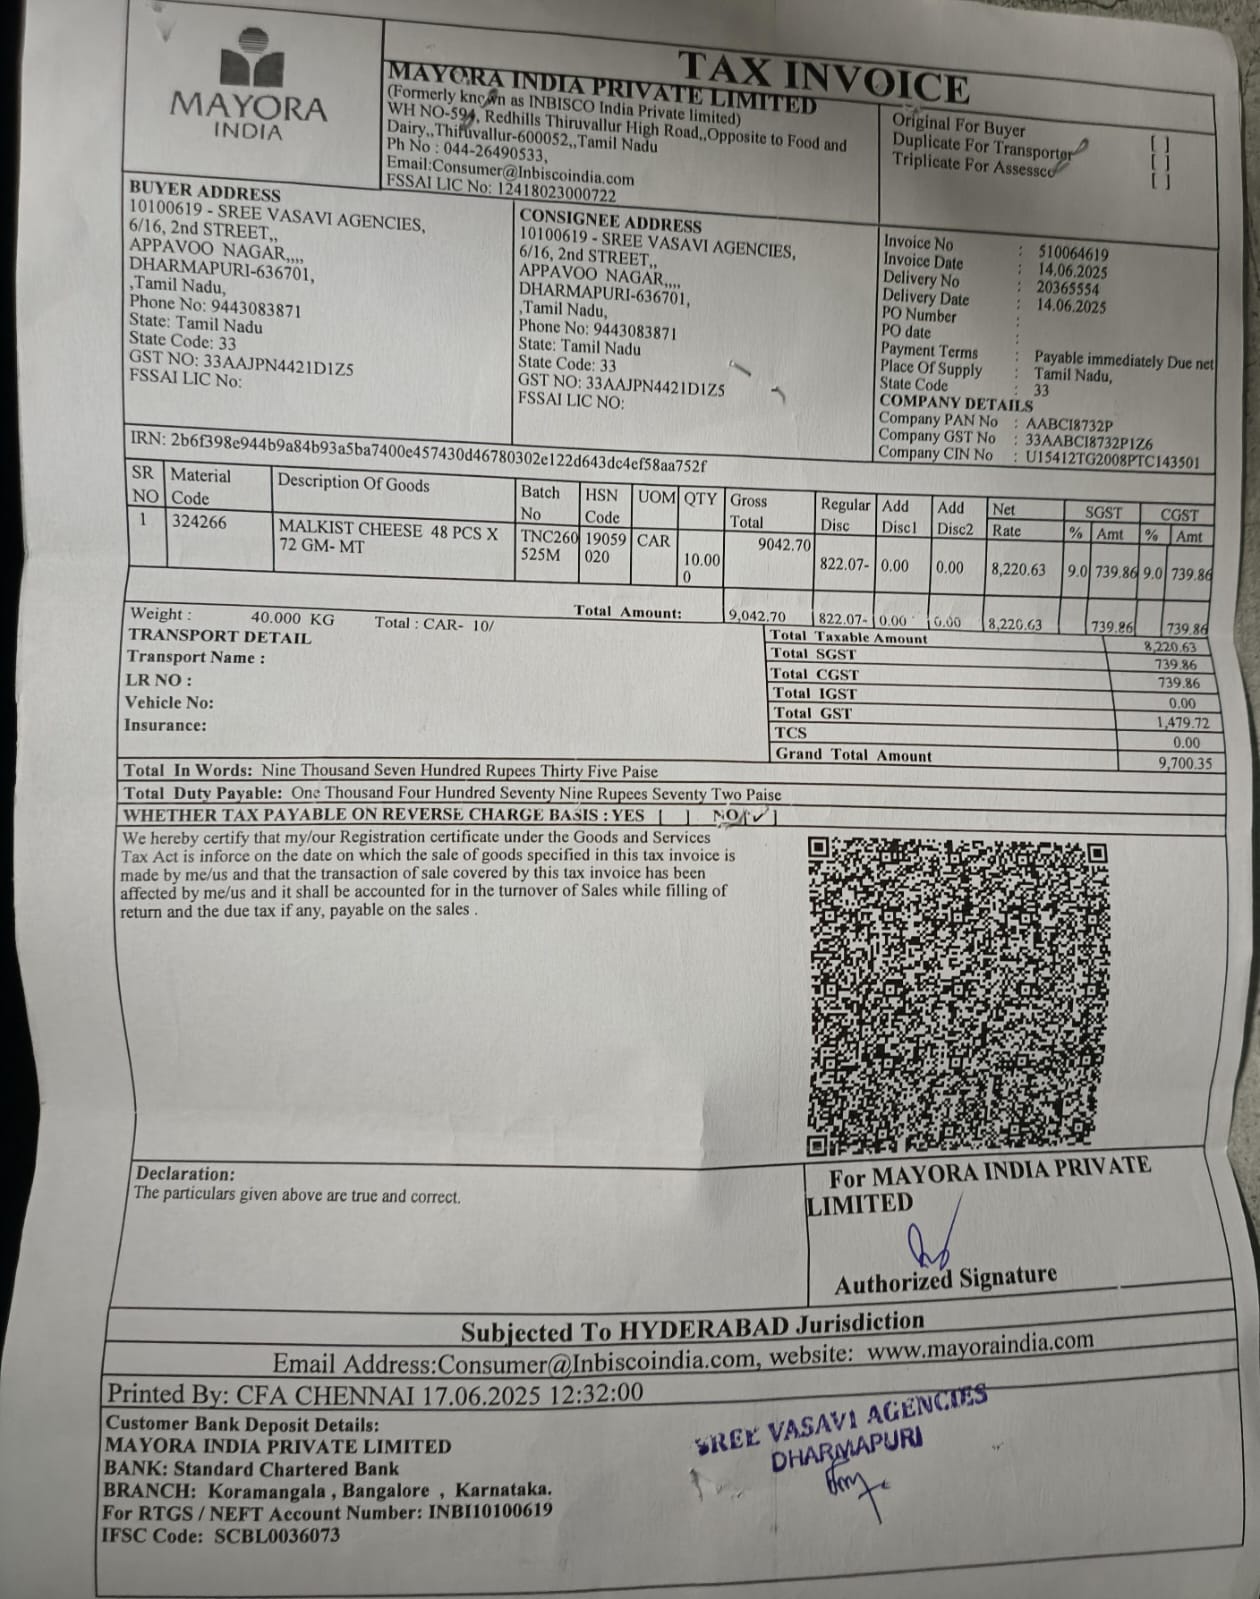 MAYORA
INDIA
TAX INVOICE
MAYORA INDIA PRIVATE LIMITED
(Formerly known as INBISCO India Private limited)
WH NO-594, Redhills Thiruvallur High Road,,Opposite to Food and
Dairy,,Thiruvallur-600052,,Tamil Nadu
Ph No : 044-26490533,
Email:Consumer@Inbiscoindia.com
FSSAI LIC No: 12418023000722
Original For Buyer [ ]
Duplicate For Transporter [ ]
Triplicate For Assessee [ ]
BUYER ADDRESS
10100619 - SREE VASAVI AGENCIES,
6/16, 2nd STREET,,
APPAVOO NAGAR,,,,
DHARMAPURI-636701,
,Tamil Nadu,
Phone No: 9443083871
State: Tamil Nadu
State Code: 33
GST NO: 33AAJPN4421D1Z5
FSSAI LIC No:
CONSIGNEE ADDRESS
10100619 - SREE VASAVI AGENCIES,
6/16, 2nd STREET,,
APPAVOO NAGAR,,,,
DHARMAPURI-636701,
,Tamil Nadu,
Phone No: 9443083871
State: Tamil Nadu
State Code: 33
GST NO: 33AAJPN4421D1Z5
FSSAI LIC NO:
Invoice No : 510064619
Invoice Date : 14.06.2025
Delivery No : 20365554
Delivery Date : 14.06.2025
PO Number :
PO date :
Payment Terms : Payable immediately Due net
Place Of Supply : Tamil Nadu,
State Code : 33
COMPANY DETAILS
Company PAN No : AABCI8732P
Company GST No : 33AABCI8732P1Z6
Company CIN No : U15412TG2008PTC143501
IRN: 2b6f398e944b9a84b93a5ba7400e457430d46780302e122d643dc4ef58aa752f
SR NO Material Code Description Of Goods Batch No HSN Code UOM QTY Gross Total Regular Disc Add Disc1 Add Disc2 Net Rate SGST % Amt CGST % Amt
1 324266 MALKIST CHEESE 48 PCS X 72 GM- MT TNC260525M 19059020 CAR 10.000 9042.70 822.07- 0.00 0.00 8,220.63 9.0 739.86 9.0 739.86
Weight : 40.000 KG Total : CAR- 10/ Total Amount: 9,042.70 822.07- 0.00 0.00 8,220.63 739.86 739.86
TRANSPORT DETAIL
Transport Name :
LR NO :
Vehicle No:
Insurance:
Total Taxable Amount 8,220.63
Total SGST 739.86
Total CGST 739.86
Total IGST 0.00
Total GST 1,479.72
TCS 0.00
Grand Total Amount 9,700.35
Total In Words: Nine Thousand Seven Hundred Rupees Thirty Five Paise
Total Duty Payable: One Thousand Four Hundred Seventy Nine Rupees Seventy Two Paise
WHETHER TAX PAYABLE ON REVERSE CHARGE BASIS : YES [ ] NO [✓]
We hereby certify that my/our Registration certificate under the Goods and Services
Tax Act is inforce on the date on which the sale of goods specified in this tax invoice is
made by me/us and that the transaction of sale covered by this tax invoice has been
affected by me/us and it shall be accounted for in the turnover of Sales while filling of
return and the due tax if any, payable on the sales .
Declaration:
The particulars given above are true and correct.
For MAYORA INDIA PRIVATE
LIMITED
Authorized Signature
Subjected To HYDERABAD Jurisdiction
Email Address:Consumer@Inbiscoindia.com, website: www.mayoraindia.com
Printed By: CFA CHENNAI 17.06.2025 12:32:00
Customer Bank Deposit Details:
MAYORA INDIA PRIVATE LIMITED
BANK: Standard Chartered Bank
BRANCH: Koramangala , Bangalore , Karnataka.
For RTGS / NEFT Account Number: INBI10100619
IFSC Code: SCBL0036073
SREE VASAVI AGENCIES
DHARMAPURI